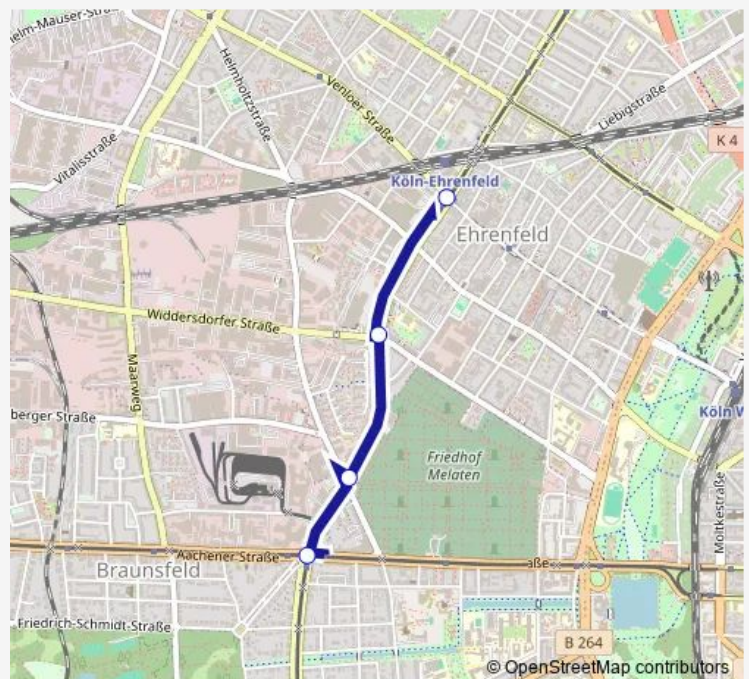 elm-Mauser-Straße
Helmholtzstraße
Venloer Straße
Liebigstraße
Vitalisstraße
K 4
Köln-Ehrenfeld
Ehrenfeld
Widdersdorfer Straße
Maarweg
berger Straße
Köln W
Friedhof
Melaten
Moltkestraße
Aachener Straße
aße
Braunsfeld
Friedrich-Schmidt-Straße
B 264
© OpenStreetMap contributors